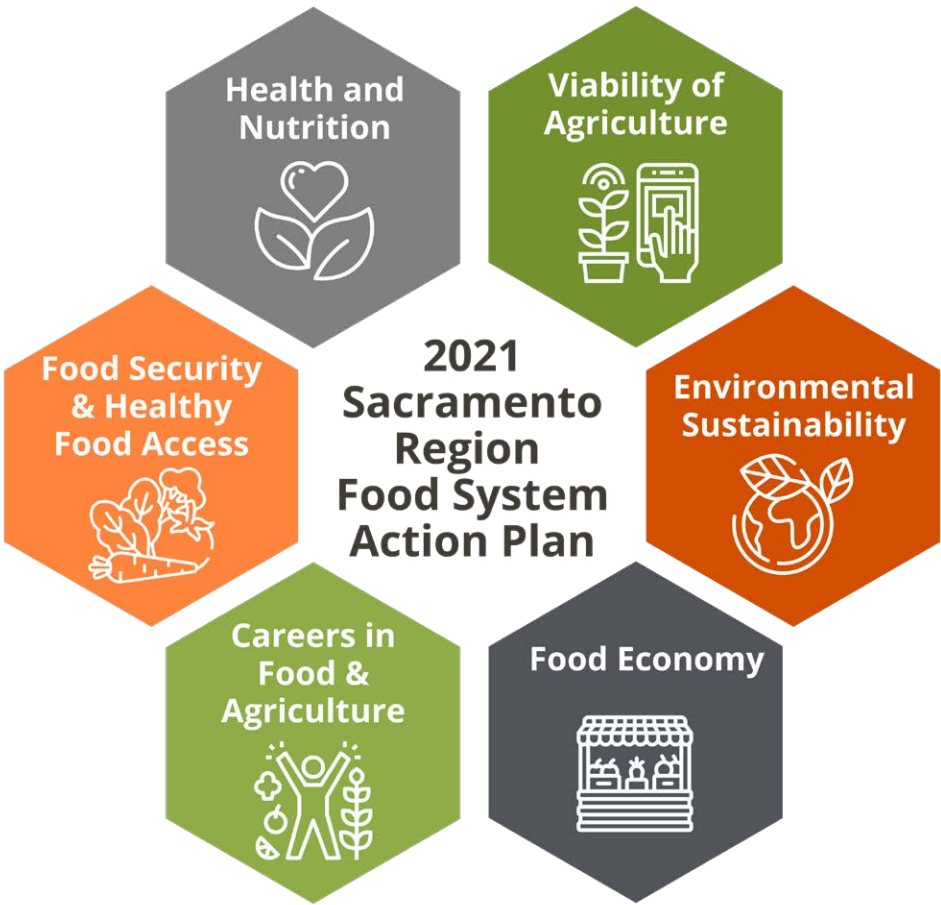 Health and
Nutrition
Viability of
Agriculture
Food Security
& Healthy
Food Access
2021
Sacramento
Region
Food System
Action Plan
Environmental
Sustainability
Careers in
Food &
Agriculture
Food Economy